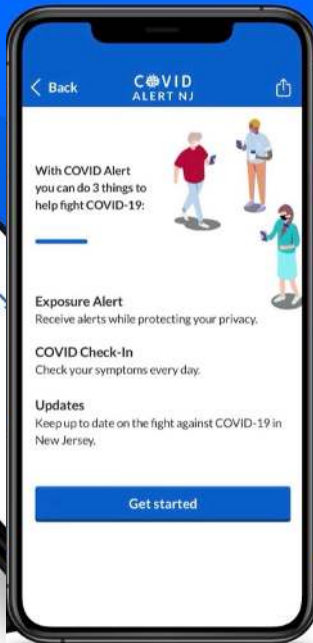 Back
COVID
ALERT NJ
With COVID Alert
you can do 3 things to
help fight COVID-19:
Exposure Alert
Receive alerts while protecting your privacy.
COVID Check-In
Check your symptoms every day.
Updates
Keep up to date on the fight against COVID-19 in
New Jersey.
Get started